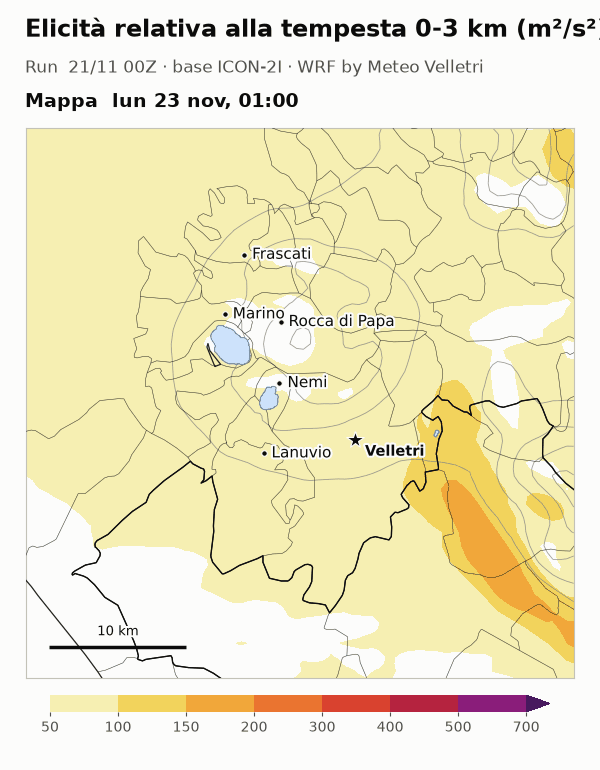 Elicità relativa alla tempesta 0-3 km (m²/s²)
Run 21/11 00Z · base ICON-2I · WRF by Meteo Velletri
Mappa lun 23 nov, 01:00
Frascati
Marino
Rocca di Papa
Nemi
Velletri
Lanuvio
10 km
50 100 150 200 300 400 500 700